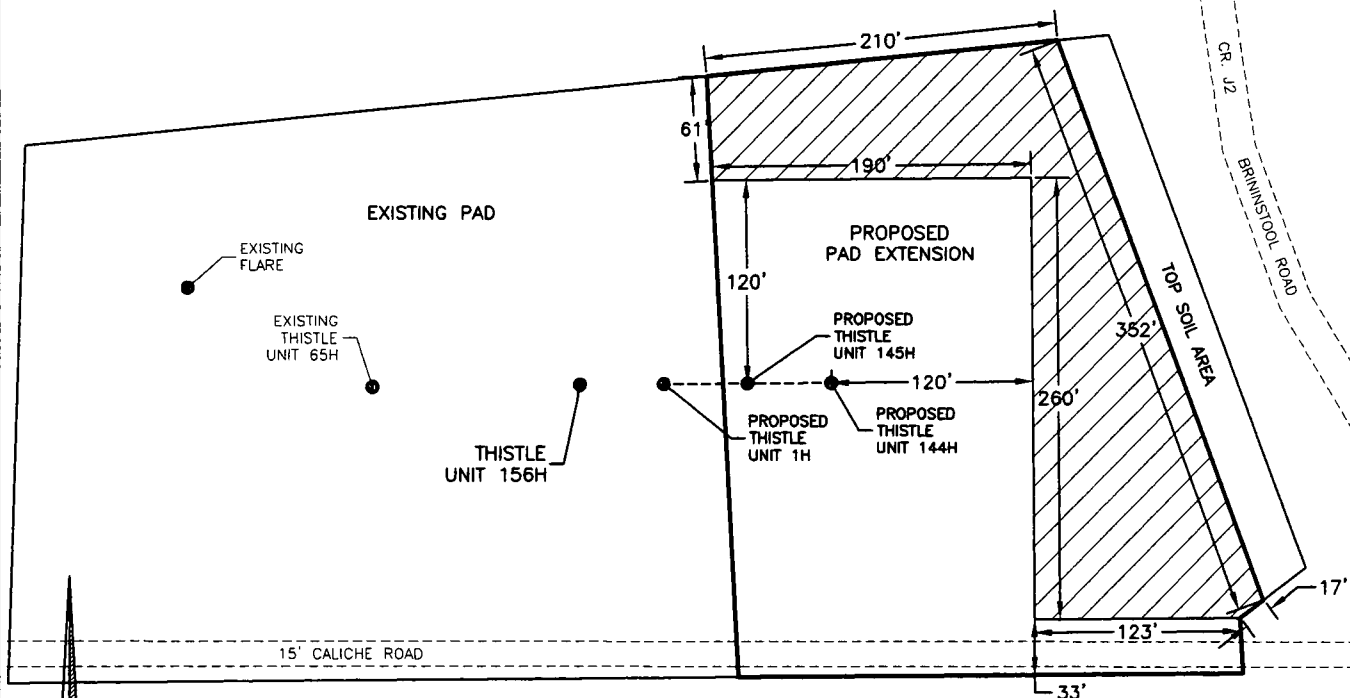 210'
CR. J2
BRININSTOOL ROAD
61
190'
EXISTING PAD
PROPOSED
PAD EXTENSION
EXISTING
FLARE
120'
TOP SOIL AREA
352'
EXISTING
THISTLE
UNIT 65H
PROPOSED
THISTLE
UNIT 145H
120'
260'
THISTLE
UNIT 156H
PROPOSED
THISTLE
UNIT 1H
PROPOSED
THISTLE
UNIT 144H
17'
123'
15' CALICHE ROAD
33'